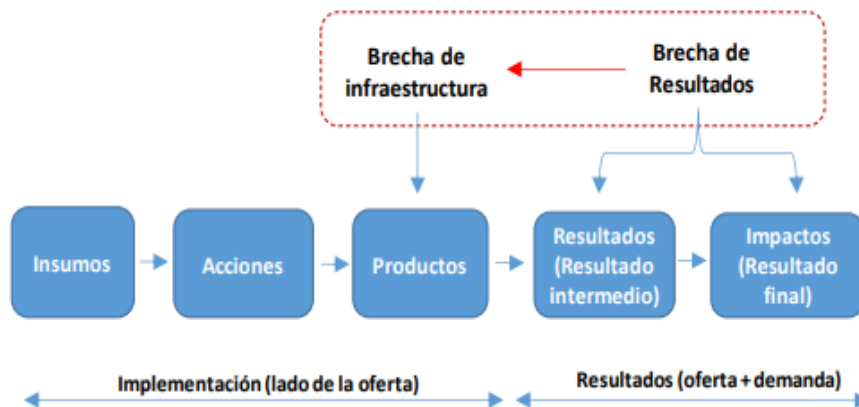 Brecha de
infraestructura
Brecha de
Resultados
Insumos
Acciones
Productos
Resultados
(Resultado
intermedio)
Impactos
(Resultado
final)
Implementación (lado de la oferta)
Resultados (oferta + demanda)